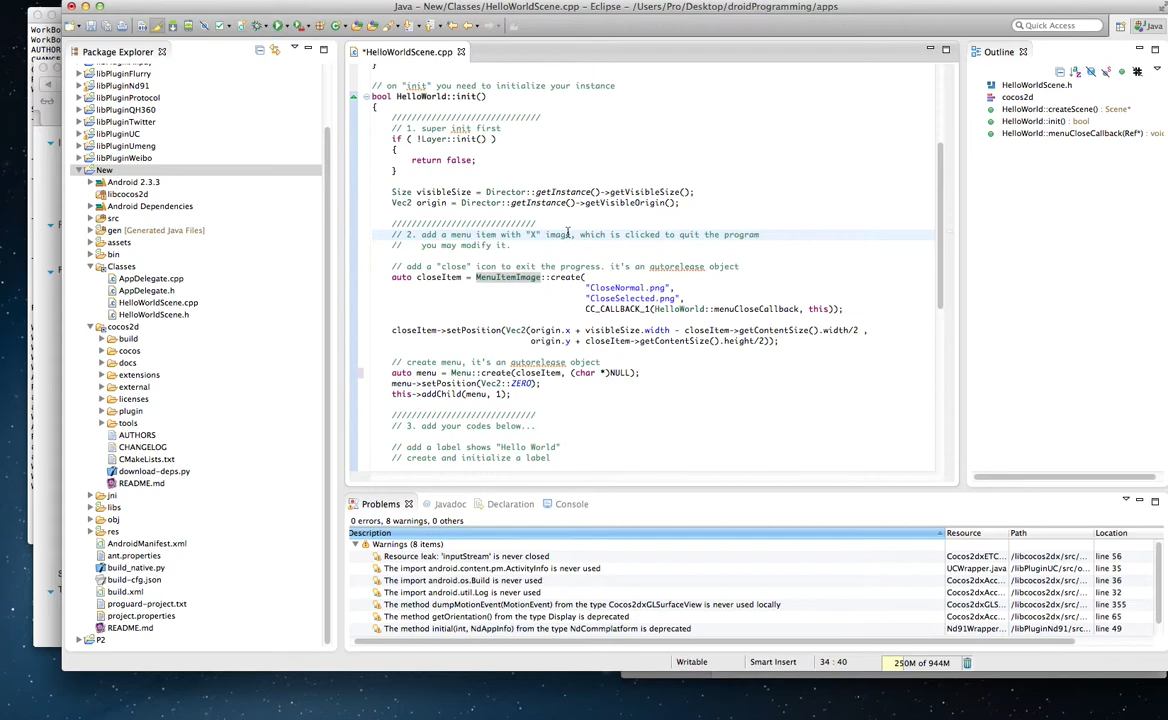 Java - New/Classes/HelloWorldScene.cpp - Eclipse - /Users/Pro/Desktop/droidProgramming/apps
Quick Access
Java
Package Explorer
libPluginFlurry
libPluginNd91
libPluginProtocol
libPluginQH360
libPluginTwitter
libPluginUC
libPluginUmeng
libPluginWeibo
New
Android 2.3.3
libcocos2d
Android Dependencies
src
gen [Generated Java Files]
assets
bin
Classes
AppDelegate.cpp
AppDelegate.h
HelloWorldScene.cpp
HelloWorldScene.h
cocos2d
build
cocos
docs
extensions
external
licenses
plugin
tools
AUTHORS
CHANGELOG
CMakeLists.txt
download-deps.py
README.md
jni
libs
obj
res
AndroidManifest.xml
ant.properties
build_native.py
build-cfg.json
build.xml
proguard-project.txt
project.properties
README.md
P2
*HelloWorldScene.cpp
}
// on "init" you need to initialize your instance
bool HelloWorld::init()
{
//////////////////////////////
// 1. super init first
if ( !Layer::init() )
{
return false;
}
Size visibleSize = Director::getInstance()->getVisibleSize();
Vec2 origin = Director::getInstance()->getVisibleOrigin();
/////////////////////////////
// 2. add a menu item with "X" image, which is clicked to quit the program
//    you may modify it.
// add a "close" icon to exit the progress. it's an autorelease object
auto closeItem = MenuItemImage::create(
"CloseNormal.png",
"CloseSelected.png",
CC_CALLBACK_1(HelloWorld::menuCloseCallback, this));
closeItem->setPosition(Vec2(origin.x + visibleSize.width - closeItem->getContentSize().width/2 ,
origin.y + closeItem->getContentSize().height/2));
// create menu, it's an autorelease object
auto menu = Menu::create(closeItem, (char *)NULL);
menu->setPosition(Vec2::ZERO);
this->addChild(menu, 1);
/////////////////////////////
// 3. add your codes below...
// add a label shows "Hello World"
// create and initialize a label
Outline
HelloWorldScene.h
cocos2d
HelloWorld::createScene() : Scene*
HelloWorld::init() : bool
HelloWorld::menuCloseCallback(Ref*) : void
Problems
Javadoc
Declaration
Console
0 errors, 8 warnings, 0 others
Description Resource Path Location
Warnings (8 items)
Resource leak: 'inputStream' is never closed Cocos2dxETC... /libcocos2dx/src/... line 56
The import android.content.pm.ActivityInfo is never used UCWrapper.java /libPluginUC/src/o... line 35
The import android.os.Build is never used Cocos2dxAcc... /libcocos2dx/src/... line 36
The import android.util.Log is never used Cocos2dxAcc... /libcocos2dx/src/... line 32
The method dumpMotionEvent(MotionEvent) from the type Cocos2dxGLSurfaceView is never used locally Cocos2dxGLS... /libcocos2dx/src/... line 355
The method getOrientation() from the type Display is deprecated Cocos2dxAcc... /libcocos2dx/src/... line 65
The method initial(int, NdAppInfo) from the type NdCommplatform is deprecated Nd91Wrapper... /libPluginNd91/src... line 49
Writable
Smart Insert
34 : 40
250M of 944M